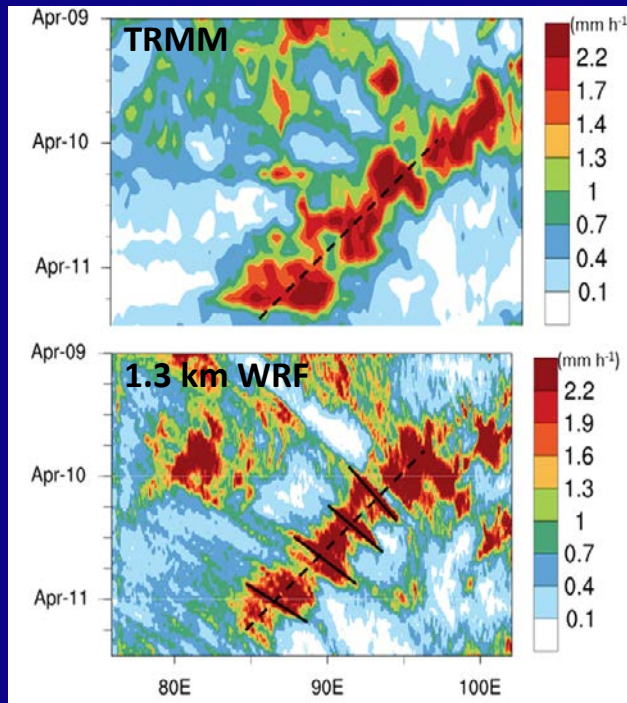 Apr-09
TRMM
(mm h⁻¹)
2.2
1.7
Apr-10
1.4
1.3
1
0.7
Apr-11
0.4
0.1
Apr-09
1.3 km WRF
(mm h⁻¹)
2.2
1.9
Apr-10
1.6
1.3
1
0.7
Apr-11
0.4
0.1
80E 90E 100E